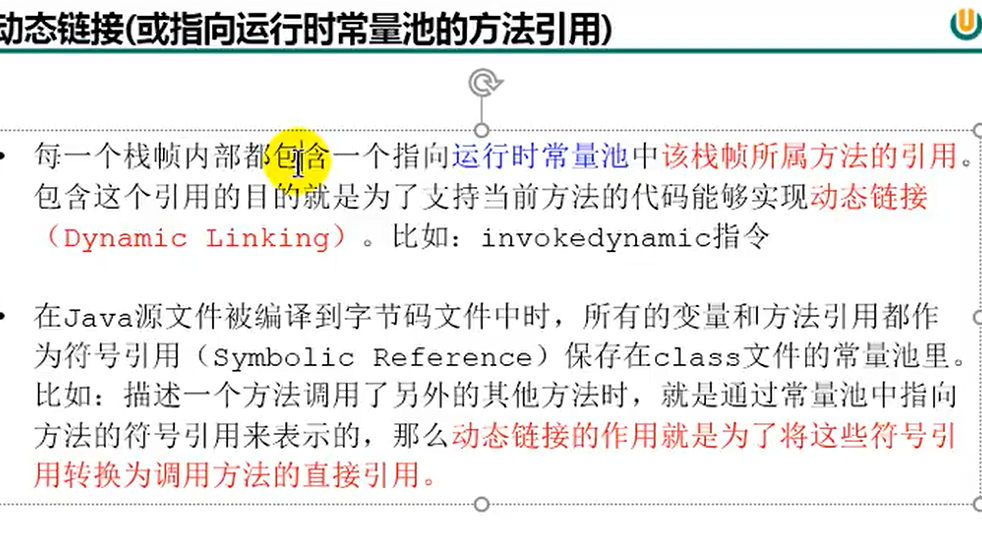 动态链接(或指向运行时常量池的方法引用)
• 每一个栈帧内部都包含一个指向运行时常量池中该栈帧所属方法的引用。
包含这个引用的目的就是为了支持当前方法的代码能够实现动态链接
（Dynamic Linking）。比如：invokedynamic指令
• 在Java源文件被编译到字节码文件中时，所有的变量和方法引用都作
为符号引用（Symbolic Reference）保存在class文件的常量池里。
比如：描述一个方法调用了另外的其他方法时，就是通过常量池中指向
方法的符号引用来表示的，那么动态链接的作用就是为了将这些符号引
用转换为调用方法的直接引用。